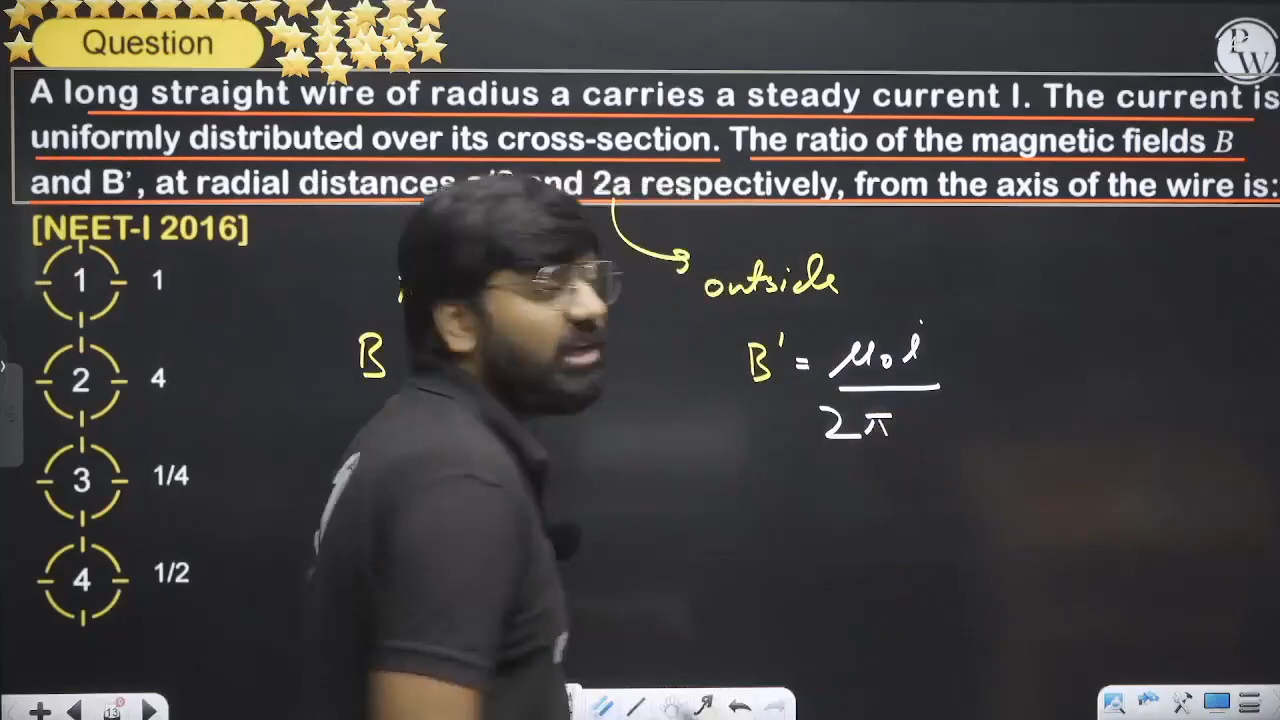 Question
PW
A long straight wire of radius a carries a steady current I. The current is
uniformly distributed over its cross-section. The ratio of the magnetic fields B
and B', at radial distances and 2a respectively, from the axis of the wire is:
[NEET-I 2016]
1 1
outside
B
B' = μ₀i
2π
2 4
3 1/4
4 1/2
13